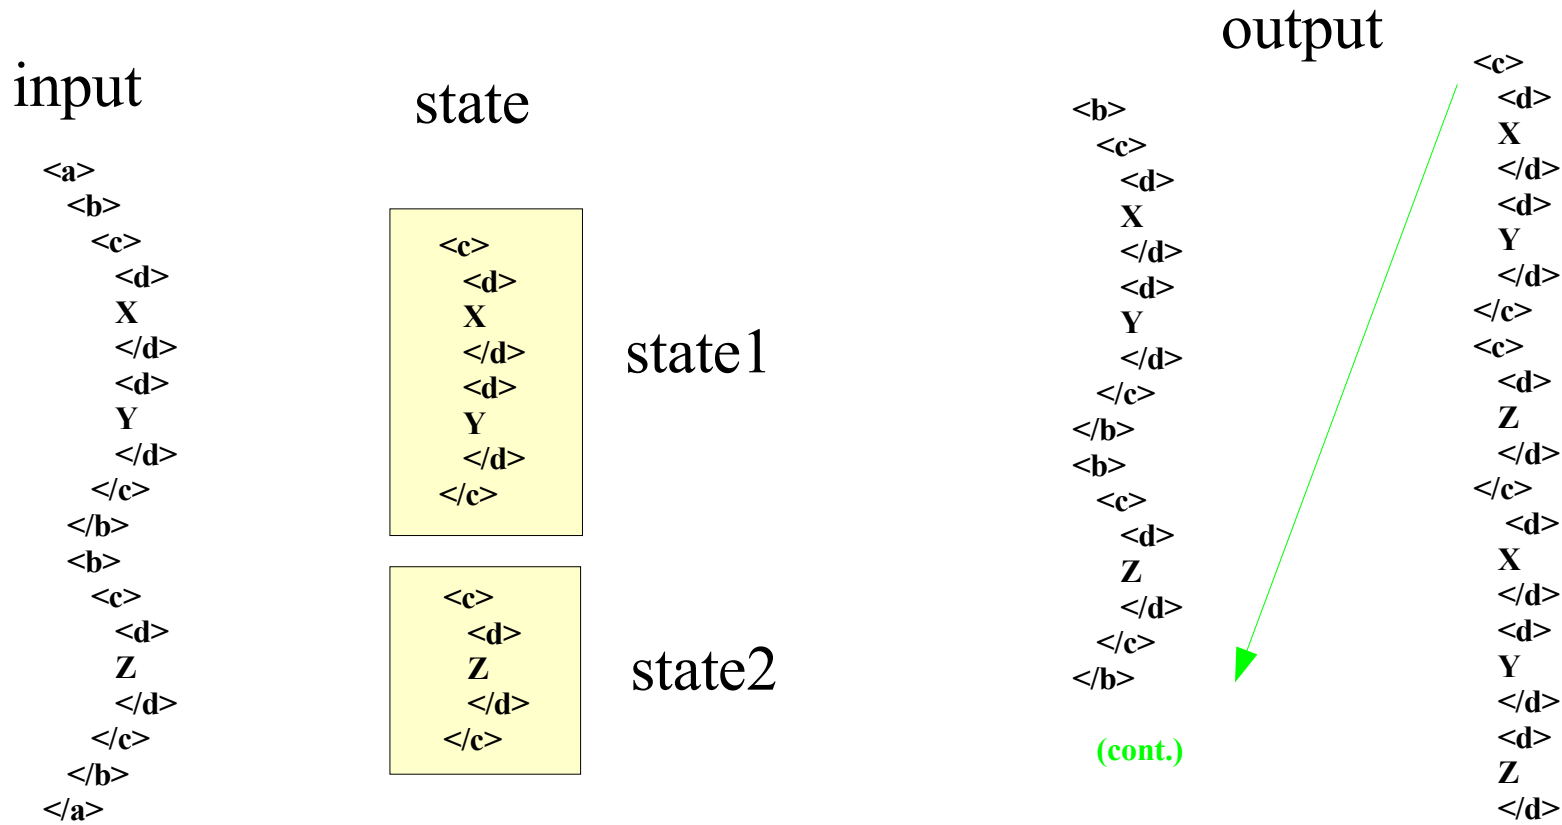 input
<a>
<b>
<c>
<d>
X
</d>
<d>
Y
</d>
</c>
</b>
<b>
<c>
<d>
Z
</d>
</c>
</b>
</a>
state
<c>
<d>
X
</d>
<d>
Y
</d>
</c>
state1
<c>
<d>
Z
</d>
</c>
state2
output
<b>
<c>
<d>
X
</d>
<d>
Y
</d>
</c>
</b>
<b>
<c>
<d>
Z
</d>
</c>
</b>
(cont.)
<c>
<d>
X
</d>
<d>
Y
</d>
</c>
<c>
<d>
Z
</d>
</c>
<d>
X
</d>
<d>
Y
</d>
<d>
Z
</d>